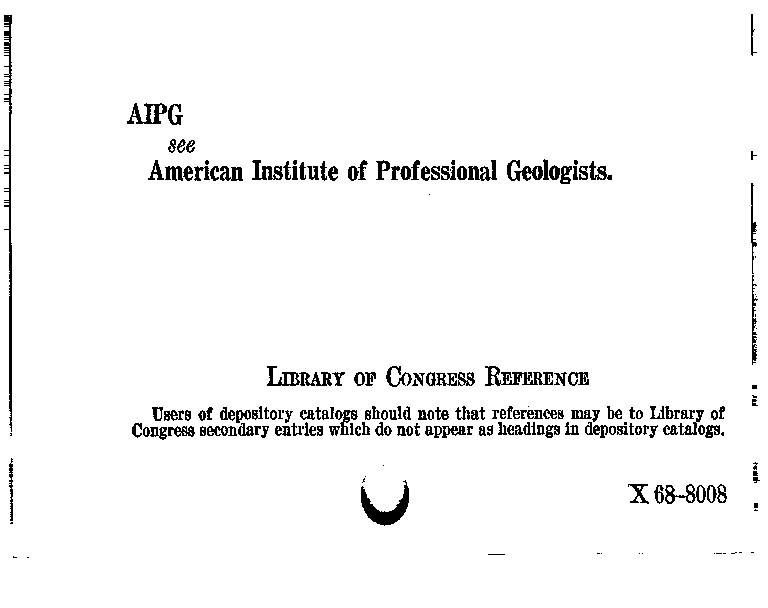 AIPG
see
American Institute of Professional Geologists.
LIBRARY OF CONGRESS REFERENCE
Users of depository catalogs should note that references may be to Library of
Congress secondary entries which do not appear as headings in depository catalogs.
X 68-8008